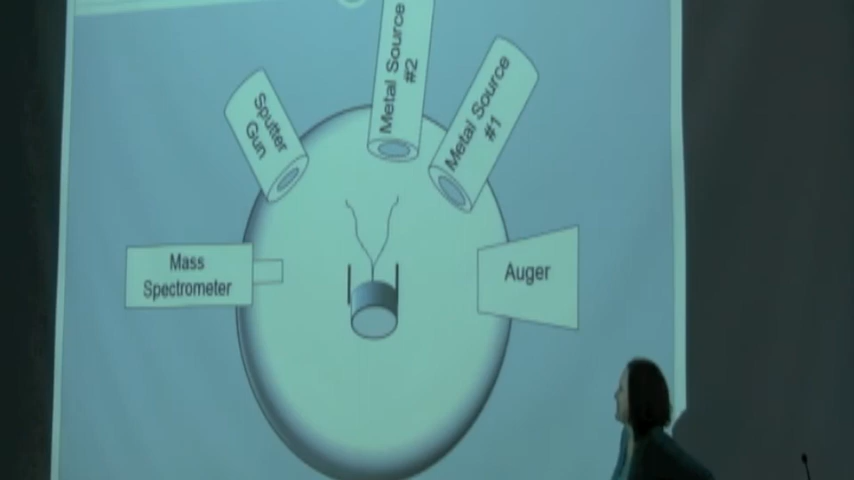 Sputter
Gun
Metal Source
#2
Metal Source
#1
Mass
Spectrometer
Auger